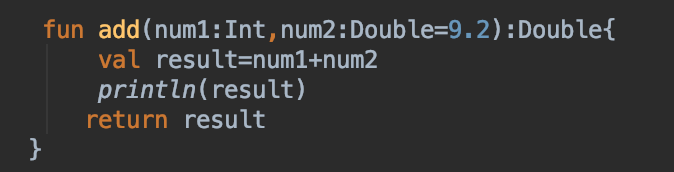 fun add(num1:Int,num2:Double=9.2):Double{
val result=num1+num2
println(result)
return result
}